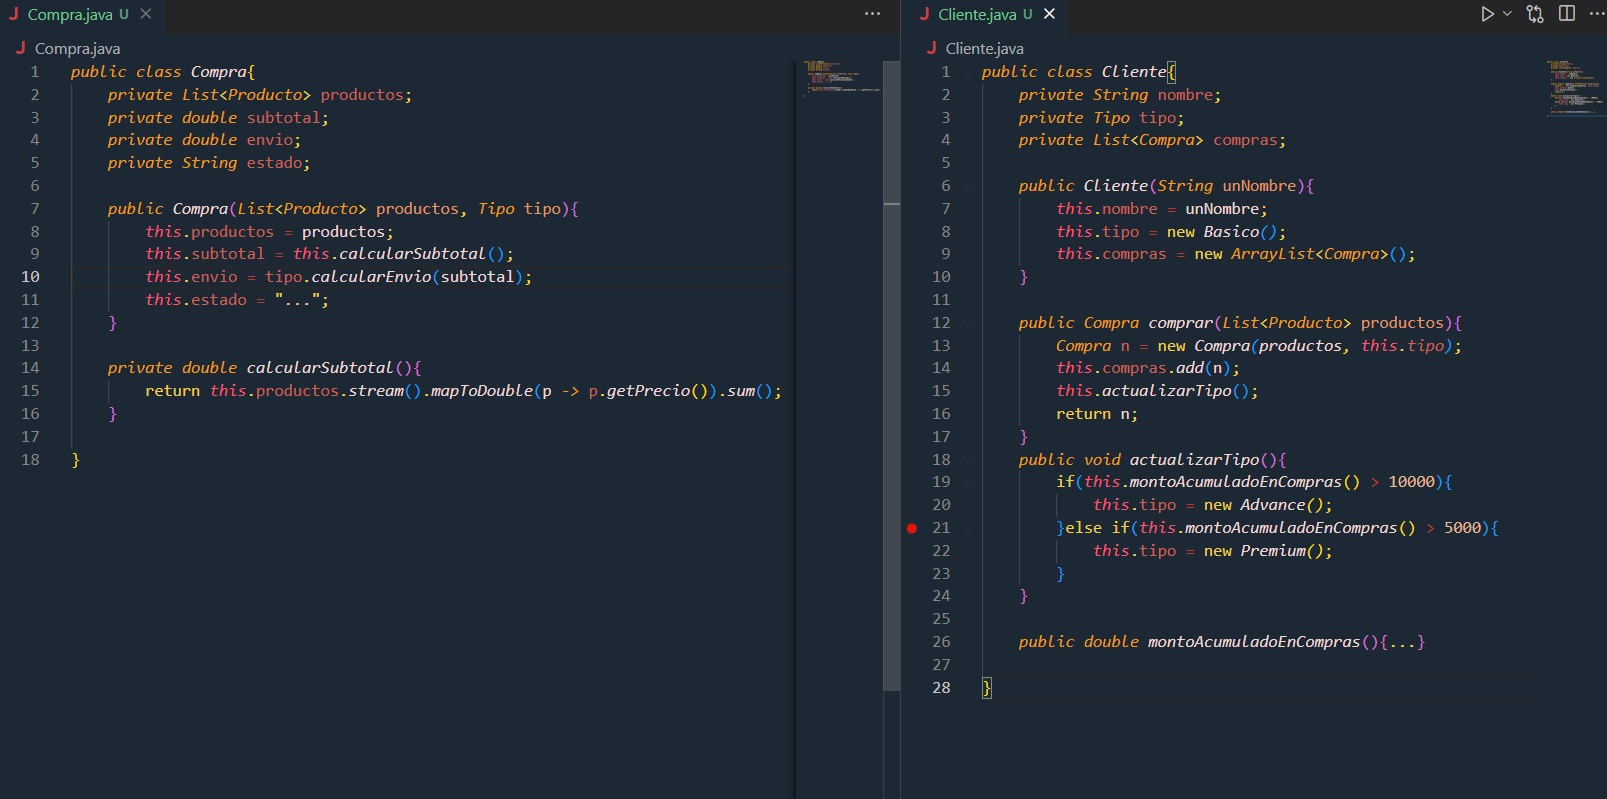 Compra.java U
Compra.java
1 public class Compra{
2 private List<Producto> productos;
3 private double subtotal;
4 private double envio;
5 private String estado;
6
7 public Compra(List<Producto> productos, Tipo tipo){
8 this.productos = productos;
9 this.subtotal = this.calcularSubtotal();
10 this.envio = tipo.calcularEnvio(subtotal);
11 this.estado = "...";
12 }
13
14 private double calcularSubtotal(){
15 return this.productos.stream().mapToDouble(p -> p.getPrecio()).sum();
16 }
17
18 }
Cliente.java U
Cliente.java
1 public class Cliente{
2 private String nombre;
3 private Tipo tipo;
4 private List<Compra> compras;
5
6 public Cliente(String unNombre){
7 this.nombre = unNombre;
8 this.tipo = new Basico();
9 this.compras = new ArrayList<Compra>();
10 }
11
12 public Compra comprar(List<Producto> productos){
13 Compra n = new Compra(productos, this.tipo);
14 this.compras.add(n);
15 this.actualizarTipo();
16 return n;
17 }
18 public void actualizarTipo(){
19 if(this.montoAcumuladoEnCompras() > 10000){
20 this.tipo = new Advance();
21 }else if(this.montoAcumuladoEnCompras() > 5000){
22 this.tipo = new Premium();
23 }
24 }
25
26 public double montoAcumuladoEnCompras(){...}
27
28 }